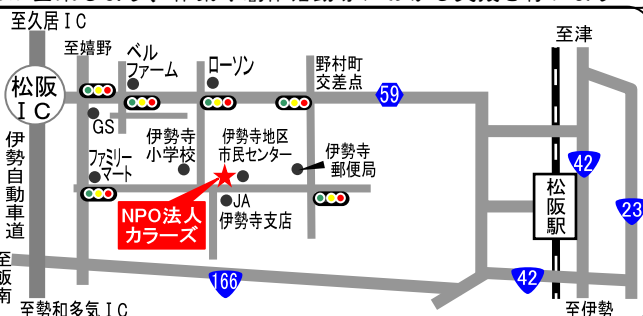 至久居IC
至津
至嬉野
ベル
ファーム
ローソン
野村町
交差点
松阪
IC
59
GS
伊勢寺
小学校
伊勢寺地区
市民センター
伊勢寺
郵便局
ファミリー
マート
伊勢自動車道
42
松阪駅
23
NPO法人
カラーズ
JA
伊勢寺支店
至飯南
166
42
至勢和多気IC
至伊勢